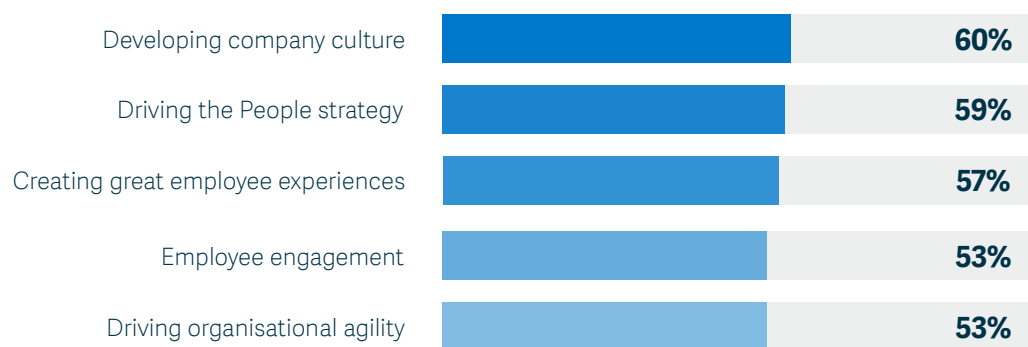 Developing company culture 60%
Driving the People strategy 59%
Creating great employee experiences 57%
Employee engagement 53%
Driving organisational agility 53%